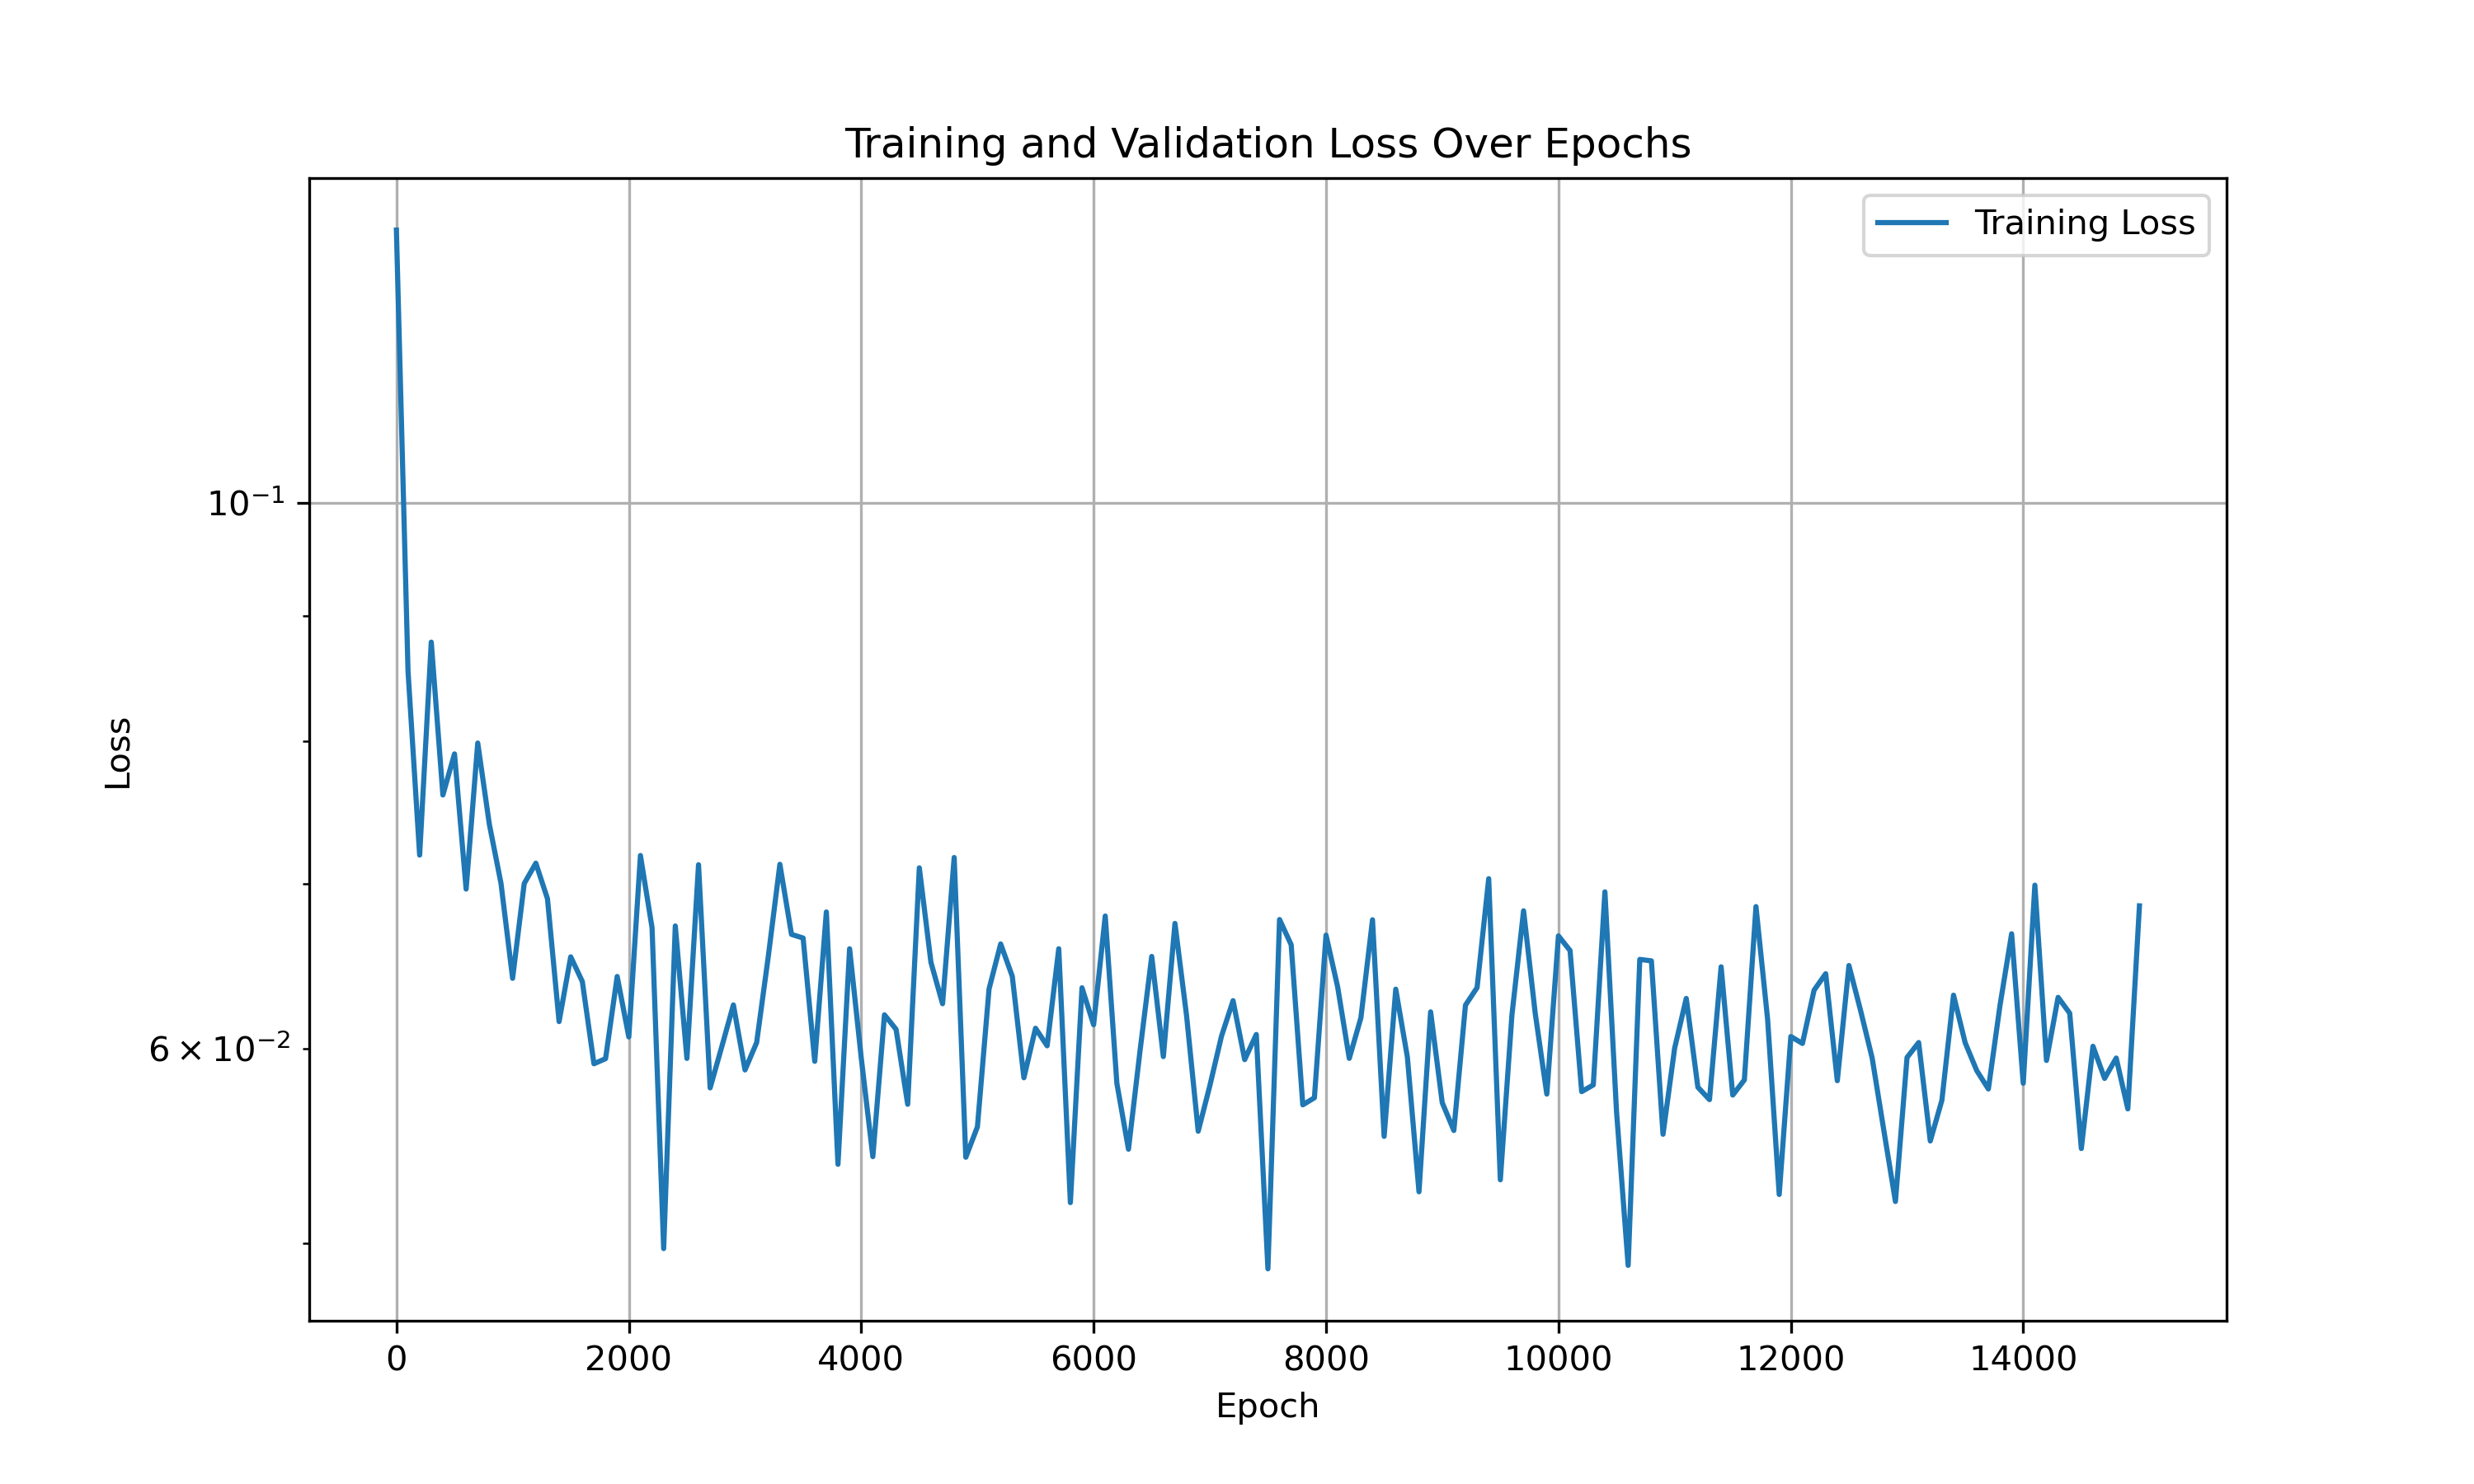 Training and Validation Loss Over Epochs
Training Loss
10⁻¹
Loss
6 × 10⁻²
0 2000 4000 6000 8000 10000 12000 14000
Epoch